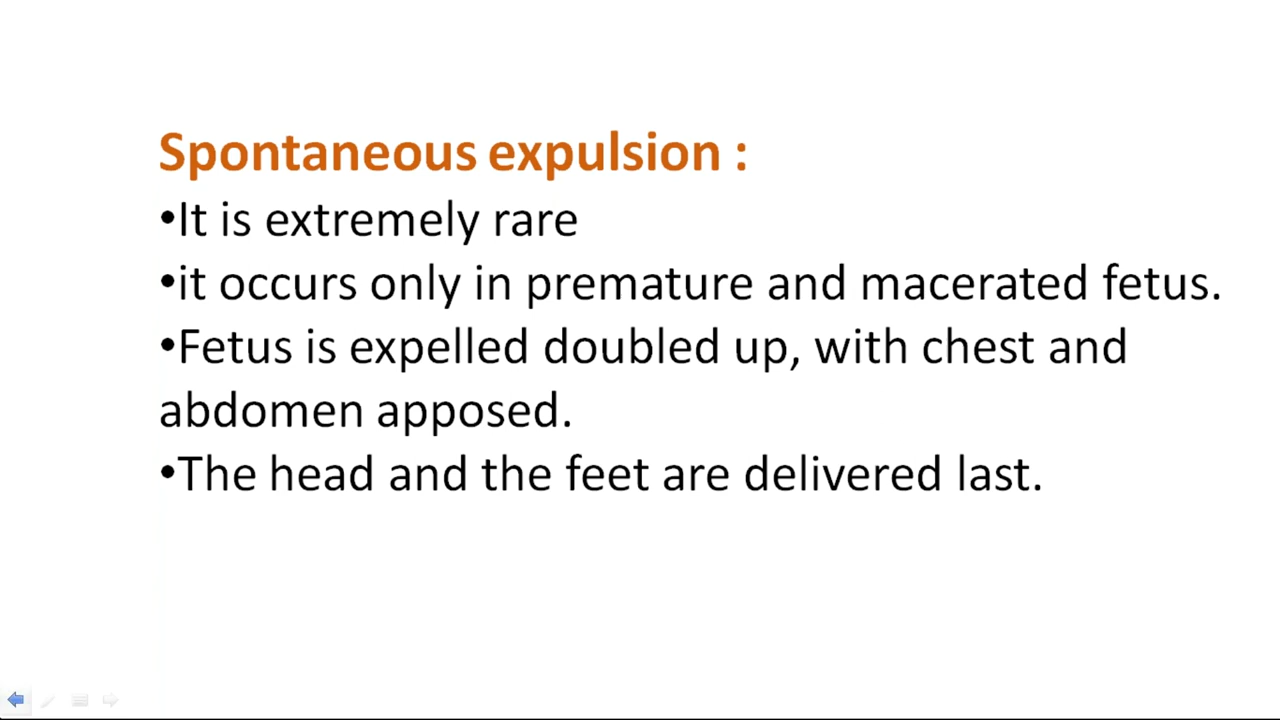 Spontaneous expulsion :
•It is extremely rare
•it occurs only in premature and macerated fetus.
•Fetus is expelled doubled up, with chest and
abdomen apposed.
•The head and the feet are delivered last.